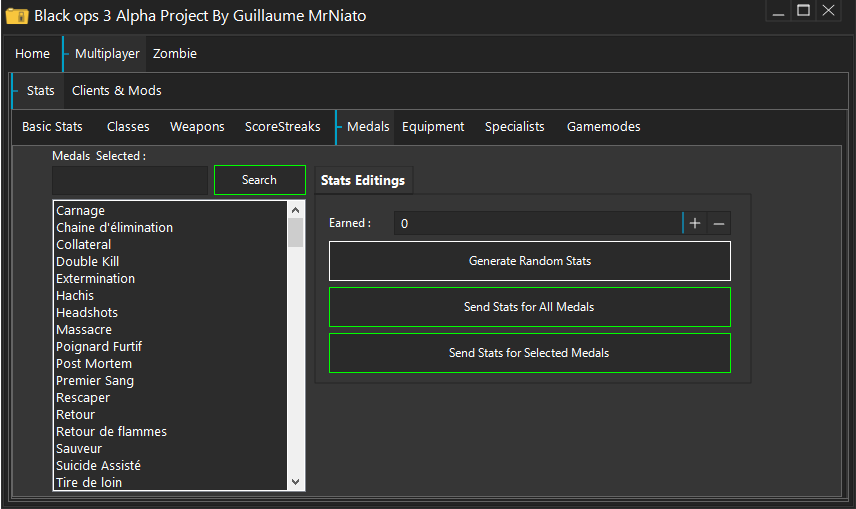 Black ops 3 Alpha Project By Guillaume MrNiato
Home Multiplayer Zombie
Stats Clients & Mods
Basic Stats Classes Weapons ScoreStreaks Medals Equipment Specialists Gamemodes
Medals Selected :
Search
Carnage
Chaine d'élimination
Collateral
Double Kill
Extermination
Hachis
Headshots
Massacre
Poignard Furtif
Post Mortem
Premier Sang
Rescaper
Retour
Retour de flammes
Sauveur
Suicide Assisté
Tire de loin
Stats Editings
Earned : 0 + –
Generate Random Stats
Send Stats for All Medals
Send Stats for Selected Medals